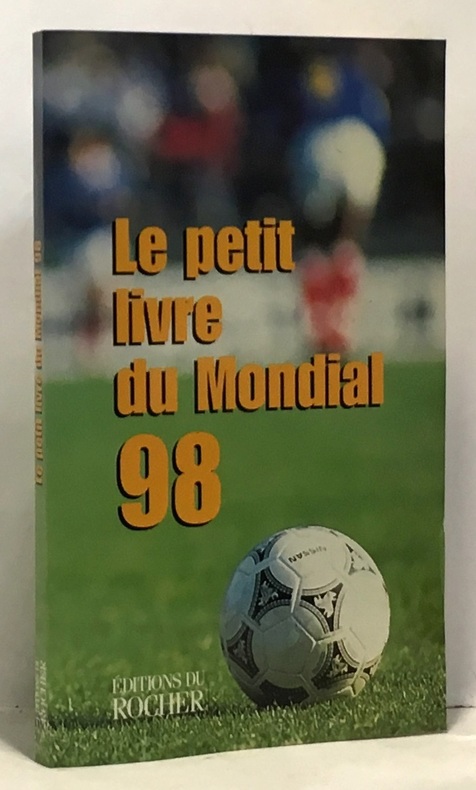 Le petit
livre
du Mondial
98
ÉDITIONS DU
ROCHER
Le petit livre du Mondial 98